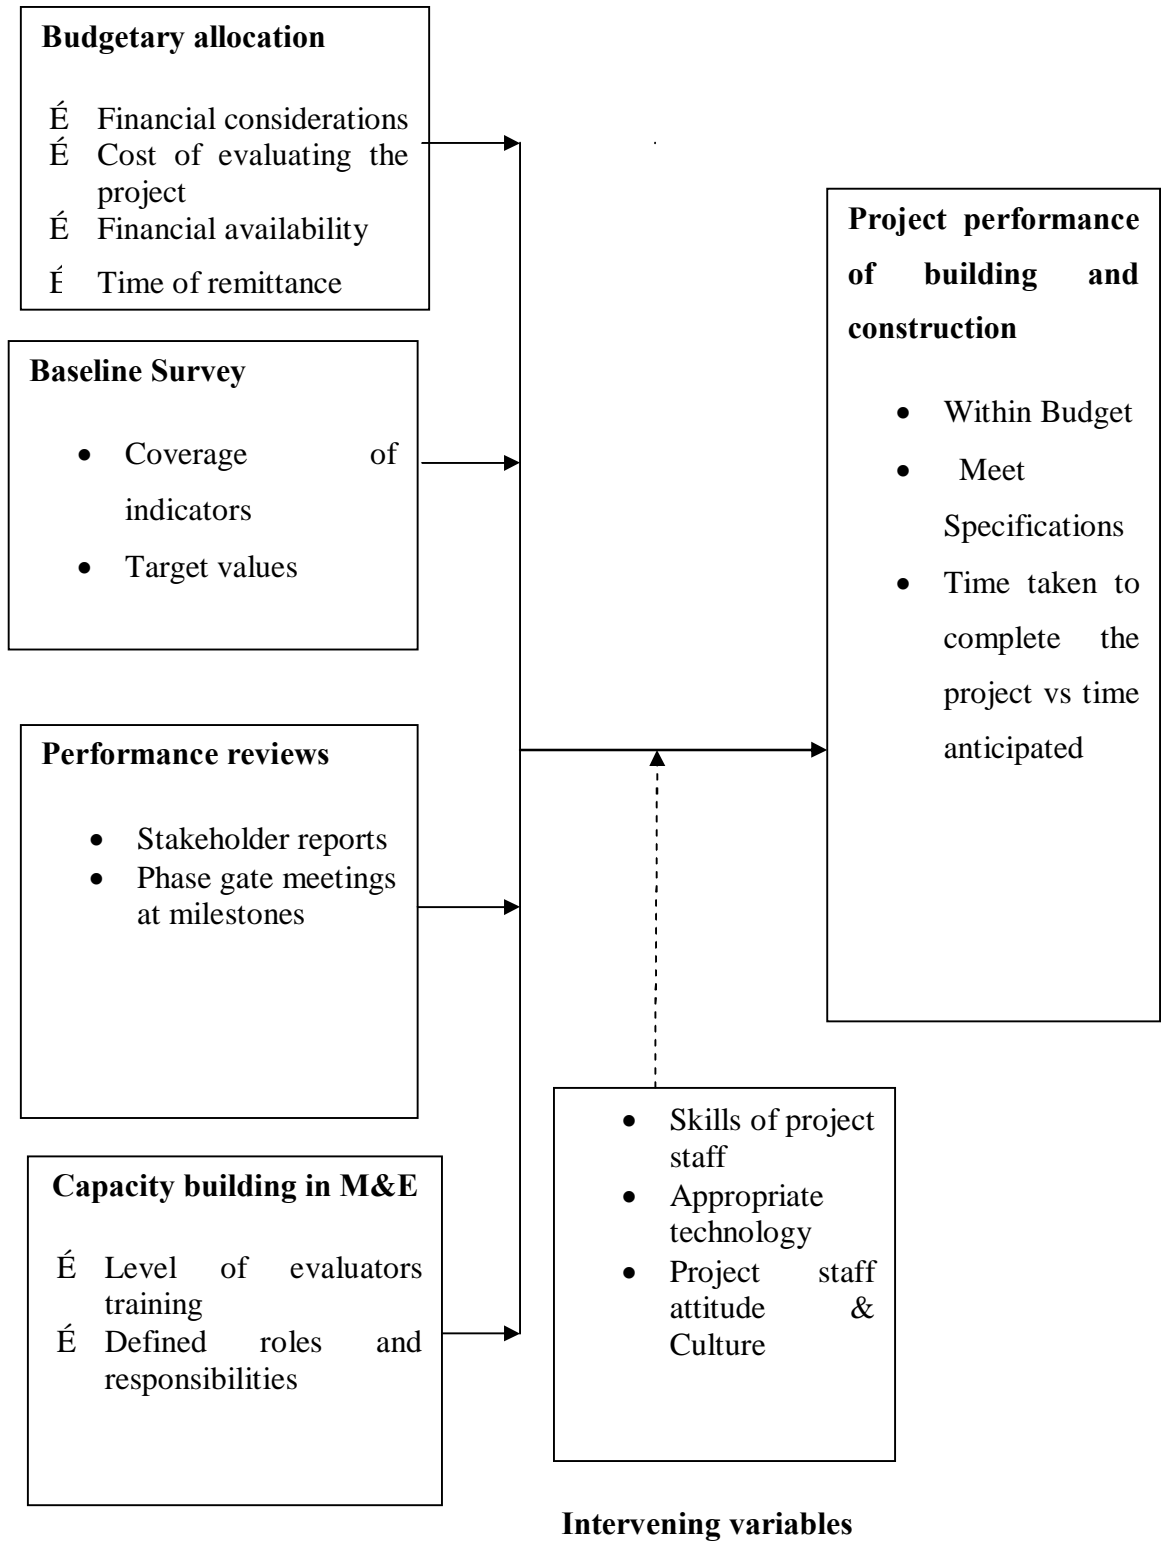 Budgetary allocation
É Financial considerations
É Cost of evaluating the
project
É Financial availability
É Time of remittance
Baseline Survey
• Coverage of
indicators
• Target values
Performance reviews
• Stakeholder reports
• Phase gate meetings
at milestones
Capacity building in M&E
É Level of evaluators
training
É Defined roles and
responsibilities
Project performance
of building and
construction
• Within Budget
• Meet
Specifications
• Time taken to
complete the
project vs time
anticipated
• Skills of project
staff
• Appropriate
technology
• Project staff
attitude &
Culture
Intervening variables